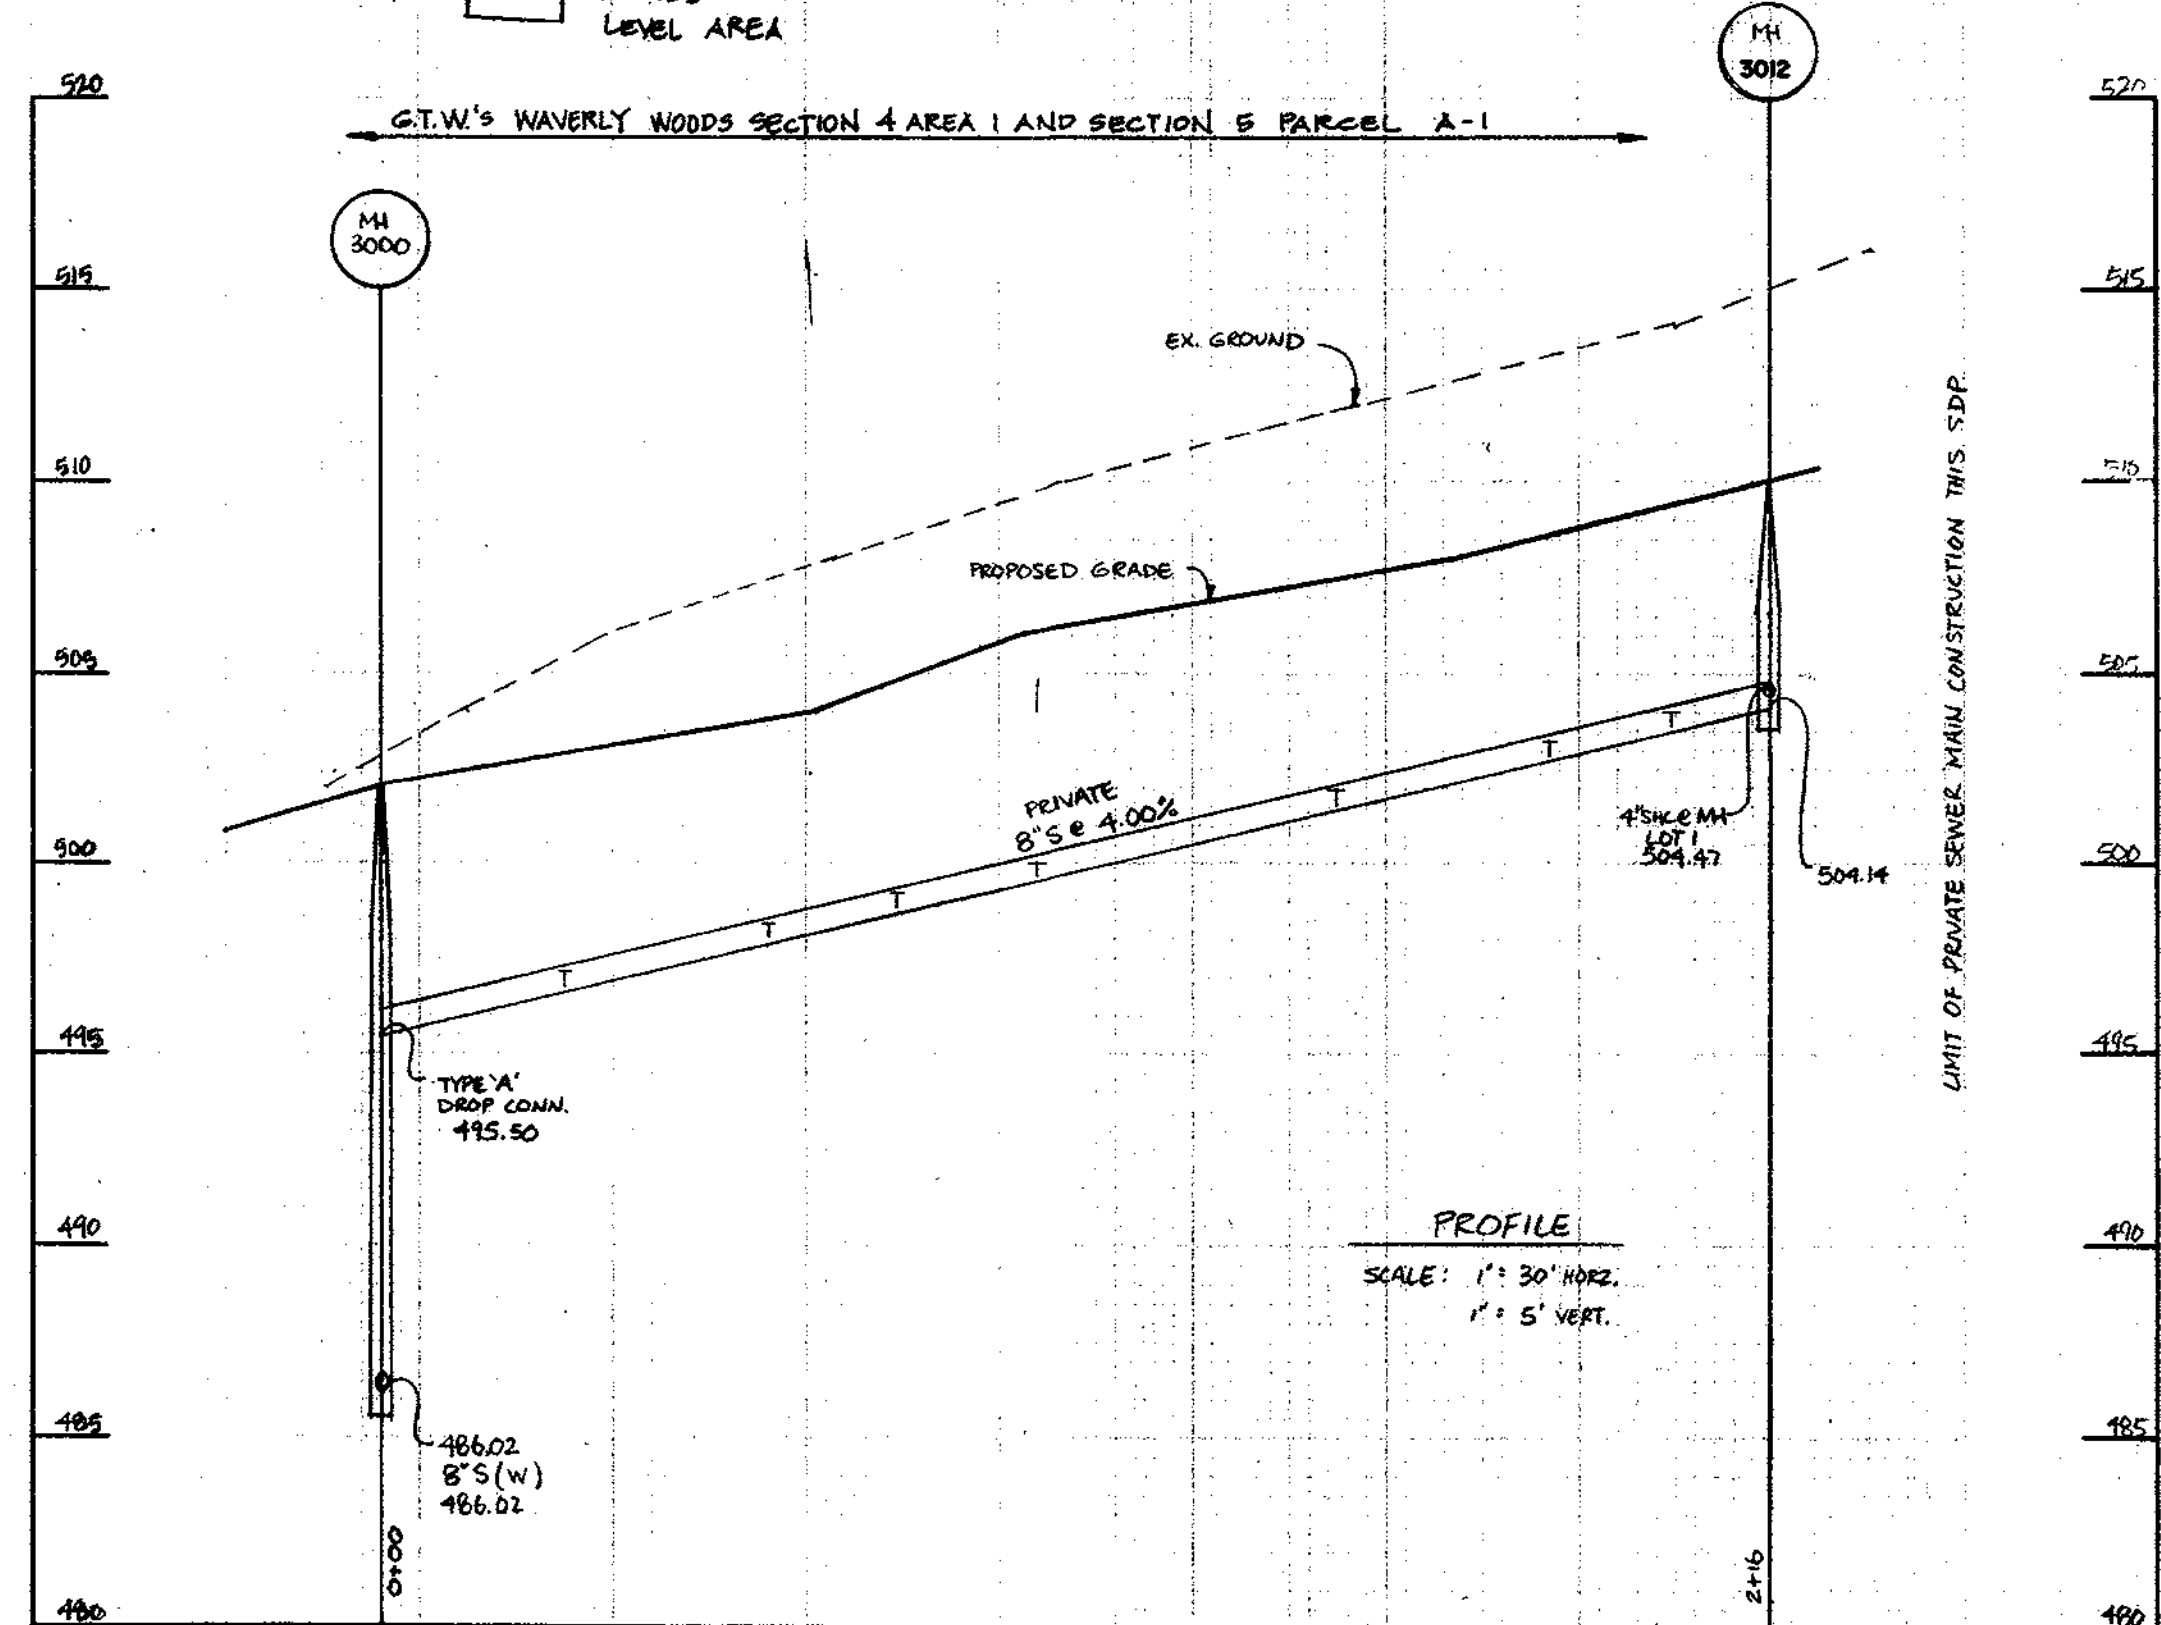 LEVEL AREA
MH
3012
520
520
G.T.W.'s WAVERLY WOODS SECTION 4 AREA 1 AND SECTION 5 PARCEL A-1
MH
3000
515
515
EX. GROUND
510
510
PROPOSED GRADE
505
505
PRIVATE
8"S @ 4.00%
4"SHC@MH
LOT 1
504.47
504.14
500
500
LIMIT OF PRIVATE SEWER MAIN CONSTRUCTION THIS SDP.
T
T
T
T
T
T
T
495
495
TYPE 'A'
DROP CONN.
495.50
490
490
PROFILE
SCALE: 1": 30' HORZ.
1": 5' VERT.
485
485
486.02
8"S (W)
486.02
0+00
2+16
480
480